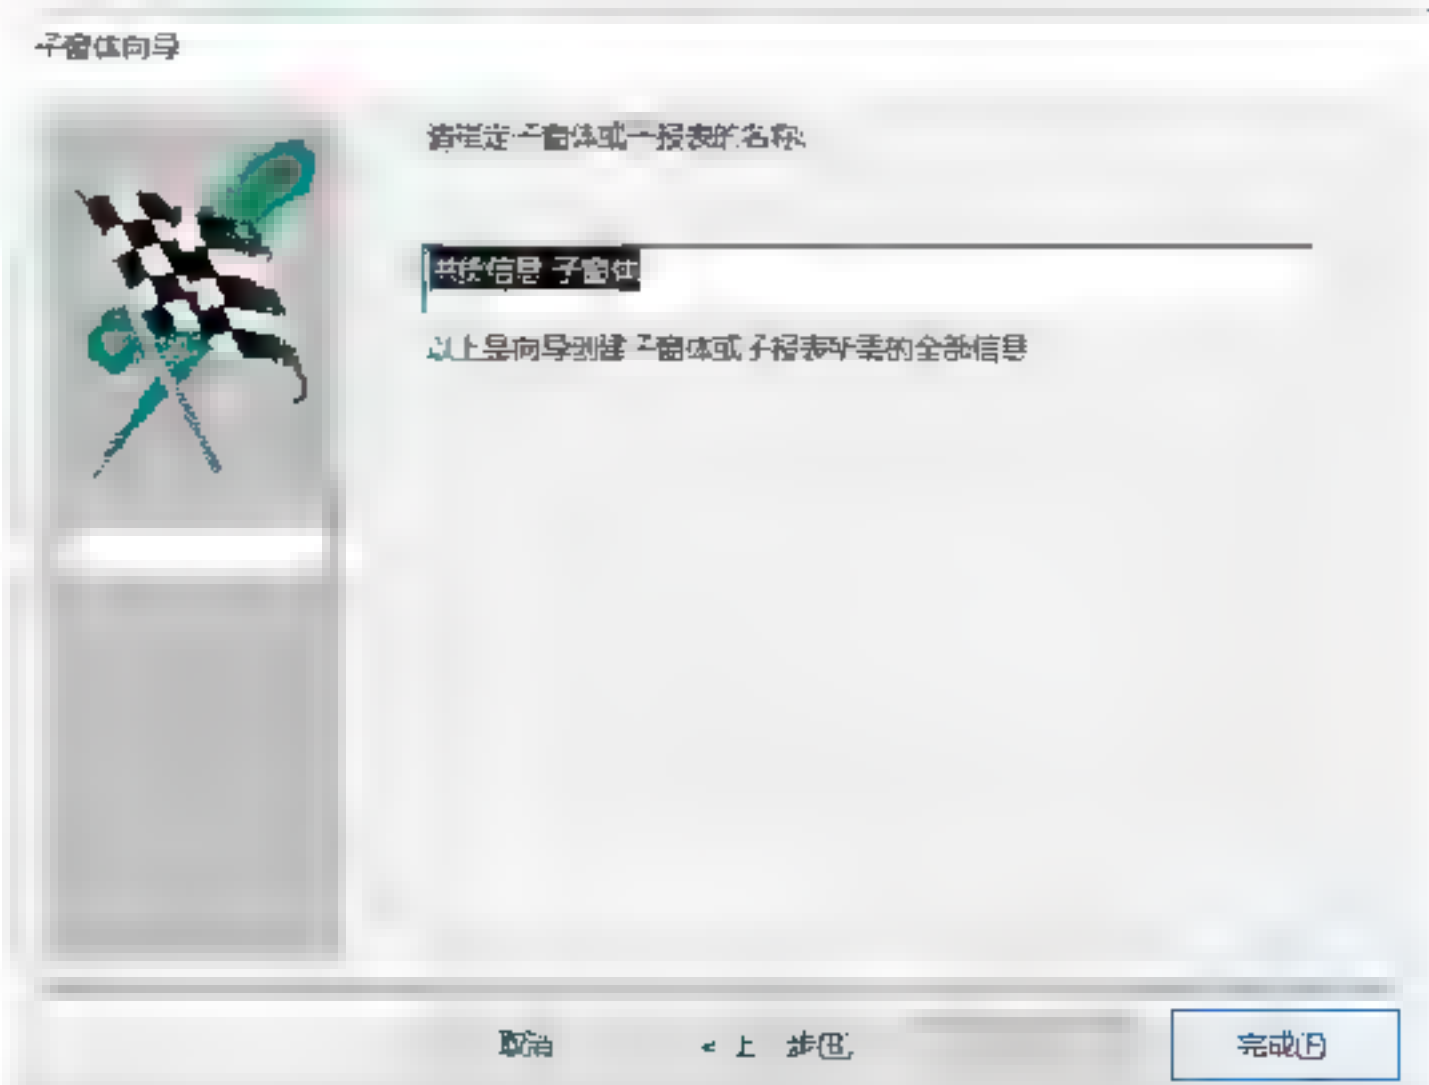 子窗体向导
请指定子窗体或子报表的名称:
信息 子窗体
以上是向导创建子窗体或子报表所需的全部信息
取消
< 上一步(B)
完成(F)